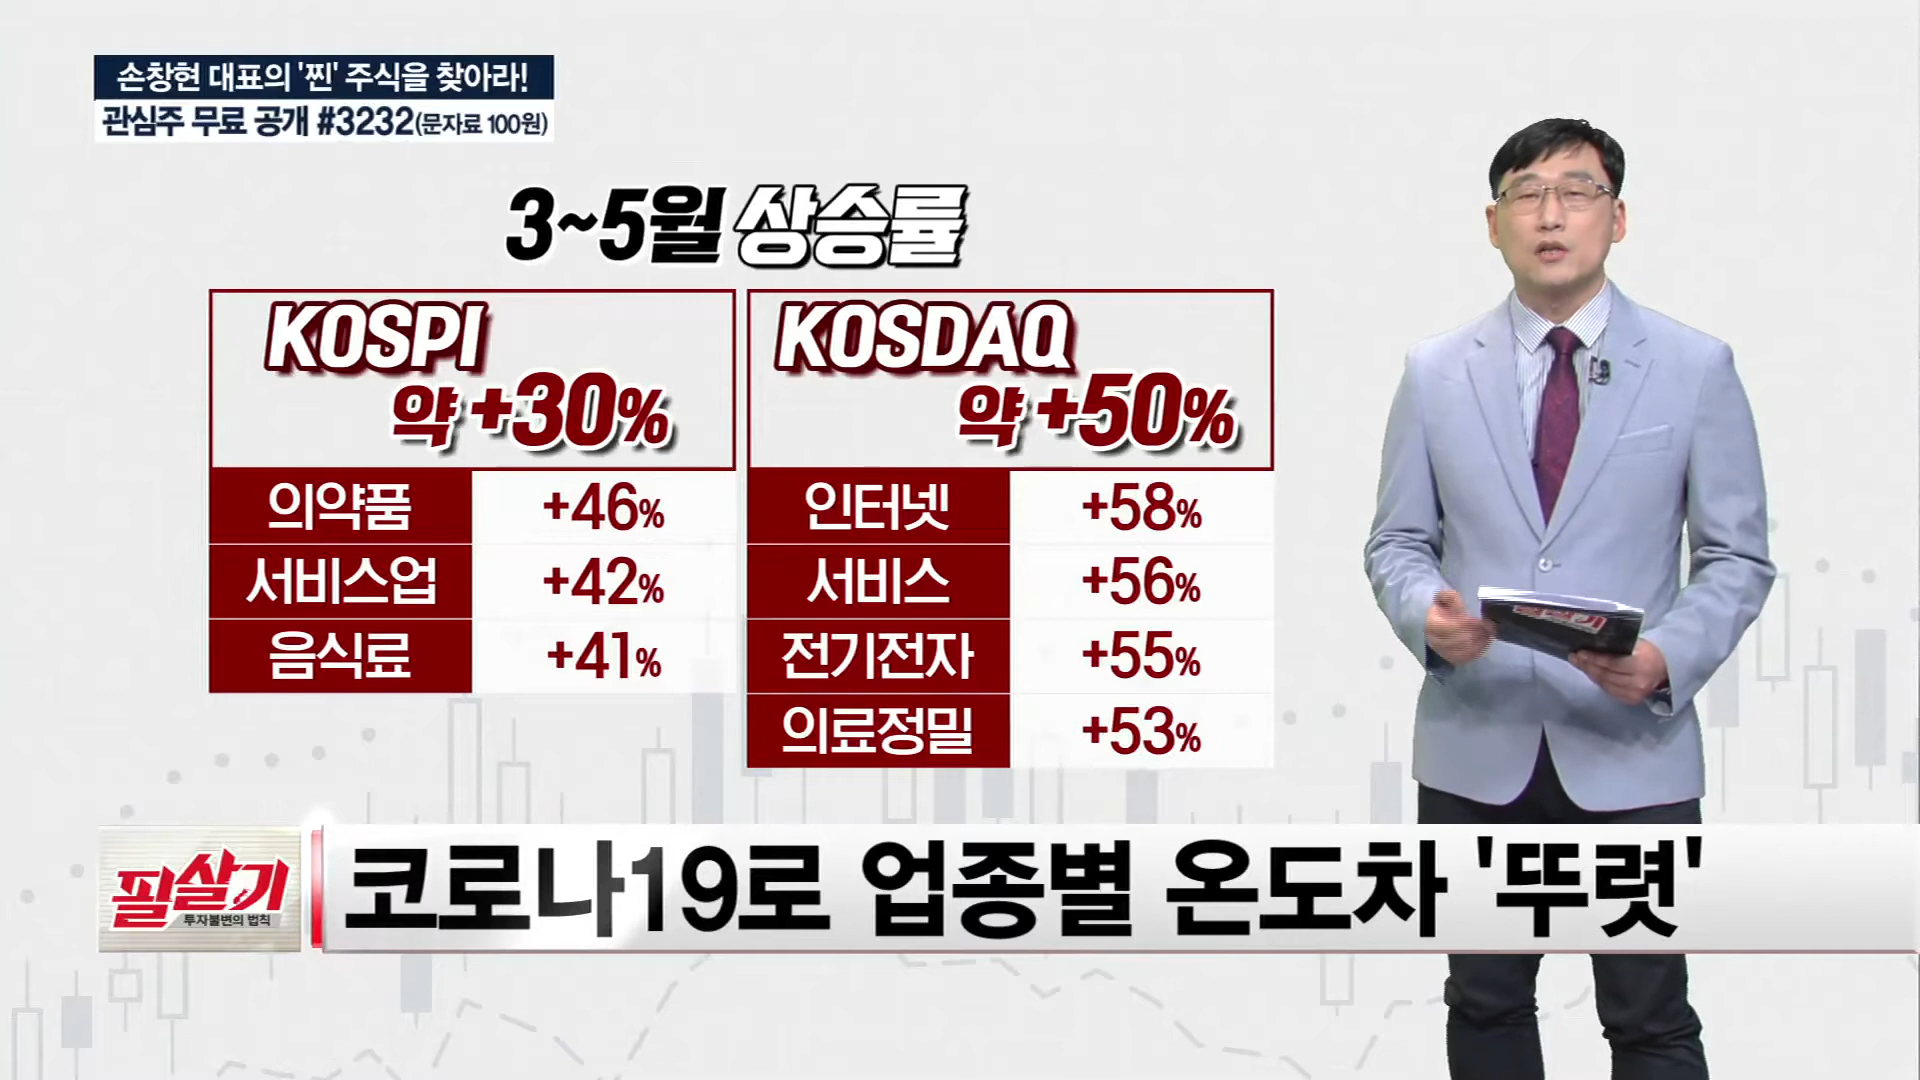 손창현 대표의 '찐' 주식을 찾아라!
관심주 무료 공개 #3232(문자료 100원)
3~5월 상승률
KOSPI
약 +30%
의약품 +46%
서비스업 +42%
음식료 +41%
KOSDAQ
약 +50%
인터넷 +58%
서비스 +56%
전기전자 +55%
의료정밀 +53%
필살기
투자불변의 법칙
코로나19로 업종별 온도차 '뚜렷'